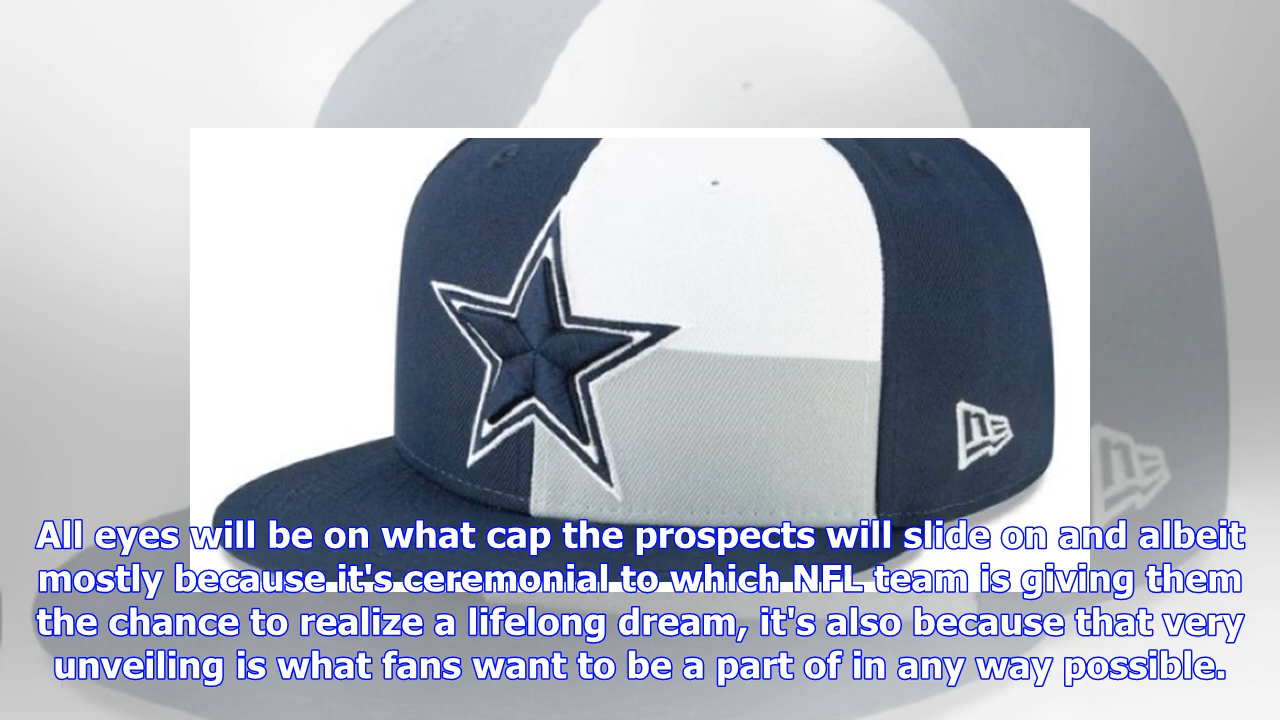 All eyes will be on what cap the prospects will slide on and albeit
mostly because it's ceremonial to which NFL team is giving them
the chance to realize a lifelong dream, it's also because that very
unveiling is what fans want to be a part of in any way possible.